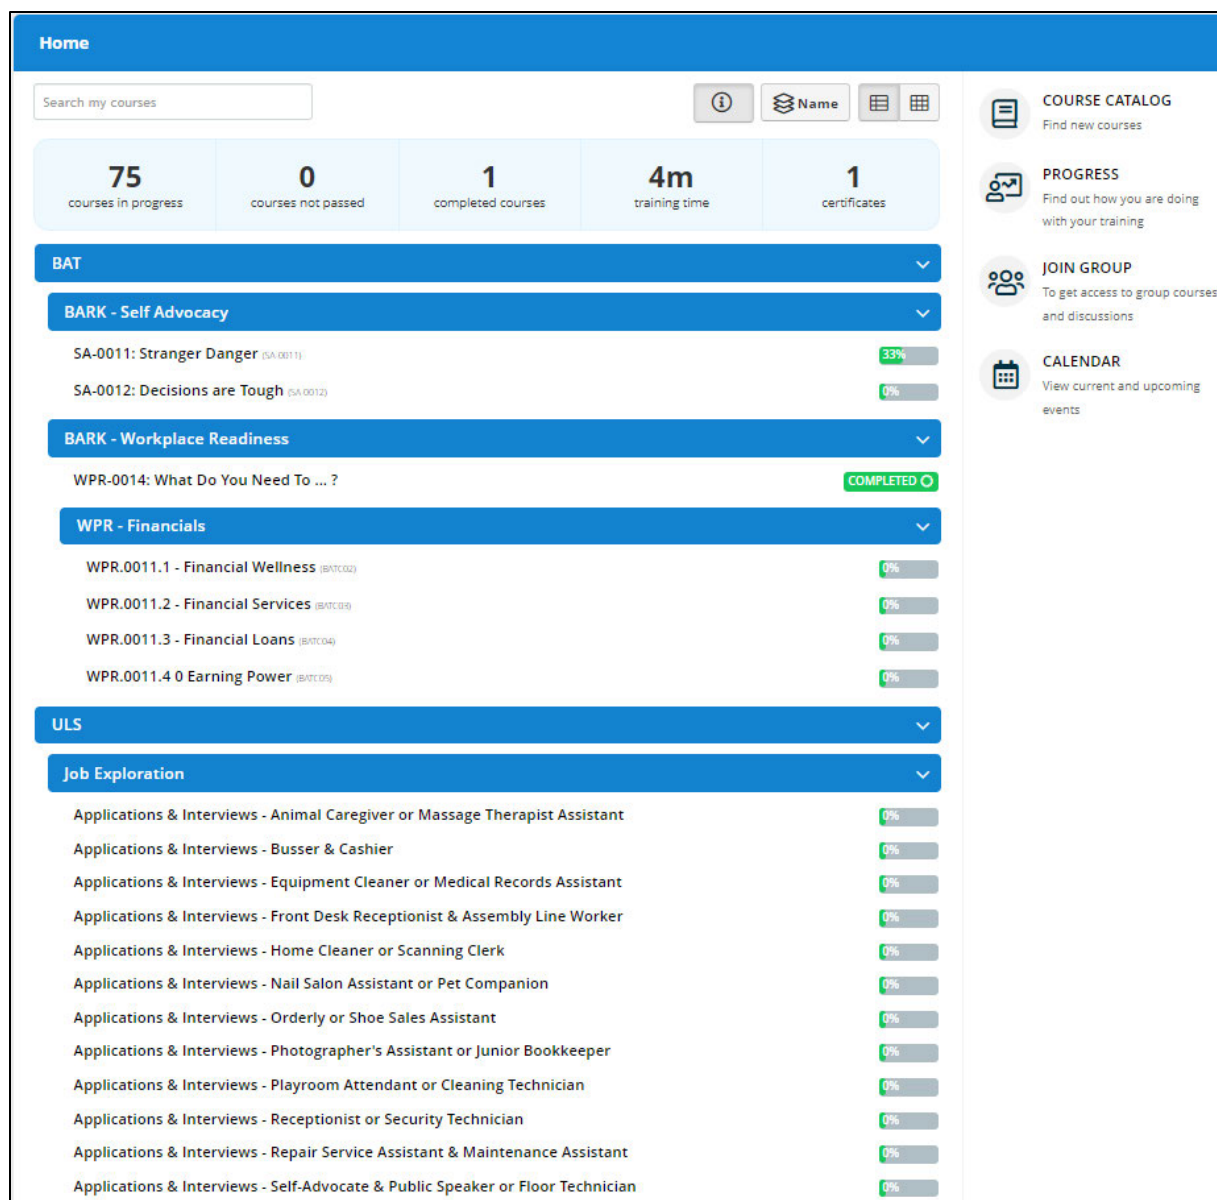 Home
Search my courses
Name
75
courses in progress
0
courses not passed
1
completed courses
4m
training time
1
certificates
BAT
BARK - Self Advocacy
SA-0011: Stranger Danger (SA-0011)
33%
SA-0012: Decisions are Tough (SA-0012)
0%
BARK - Workplace Readiness
WPR-0014: What Do You Need To ... ?
COMPLETED
WPR - Financials
WPR.0011.1 - Financial Wellness (BATC02)
0%
WPR.0011.2 - Financial Services (BATC03)
0%
WPR.0011.3 - Financial Loans (BATC04)
0%
WPR.0011.4 0 Earning Power (BATC05)
0%
ULS
Job Exploration
Applications & Interviews - Animal Caregiver or Massage Therapist Assistant
0%
Applications & Interviews - Busser & Cashier
0%
Applications & Interviews - Equipment Cleaner or Medical Records Assistant
0%
Applications & Interviews - Front Desk Receptionist & Assembly Line Worker
0%
Applications & Interviews - Home Cleaner or Scanning Clerk
0%
Applications & Interviews - Nail Salon Assistant or Pet Companion
0%
Applications & Interviews - Orderly or Shoe Sales Assistant
0%
Applications & Interviews - Photographer's Assistant or Junior Bookkeeper
0%
Applications & Interviews - Playroom Attendant or Cleaning Technician
0%
Applications & Interviews - Receptionist or Security Technician
0%
Applications & Interviews - Repair Service Assistant & Maintenance Assistant
0%
Applications & Interviews - Self-Advocate & Public Speaker or Floor Technician
0%
COURSE CATALOG
Find new courses
PROGRESS
Find out how you are doing
with your training
JOIN GROUP
To get access to group courses
and discussions
CALENDAR
View current and upcoming
events